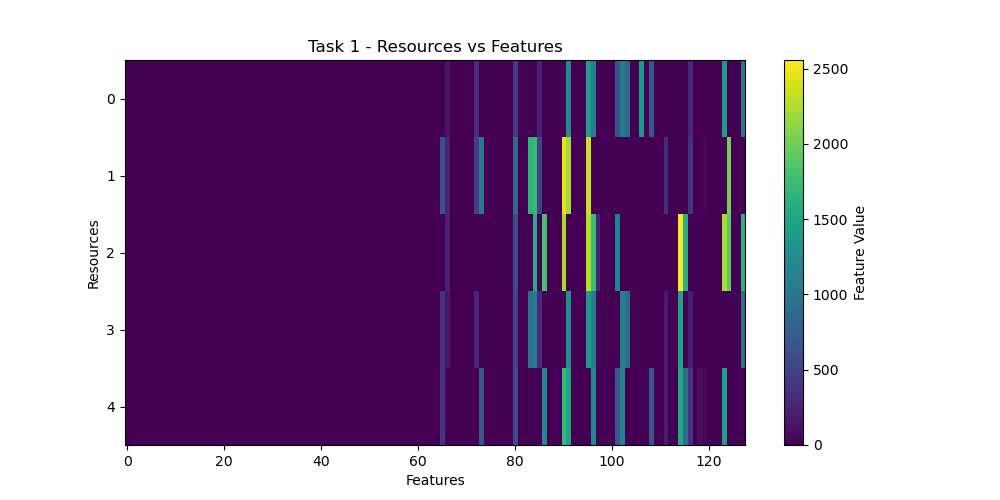 Task 1 - Resources vs Features
Resources
0
1
2
3
4
0 20 40 60 80 100 120
Features
2500
2000
1500
1000
500
0
Feature Value